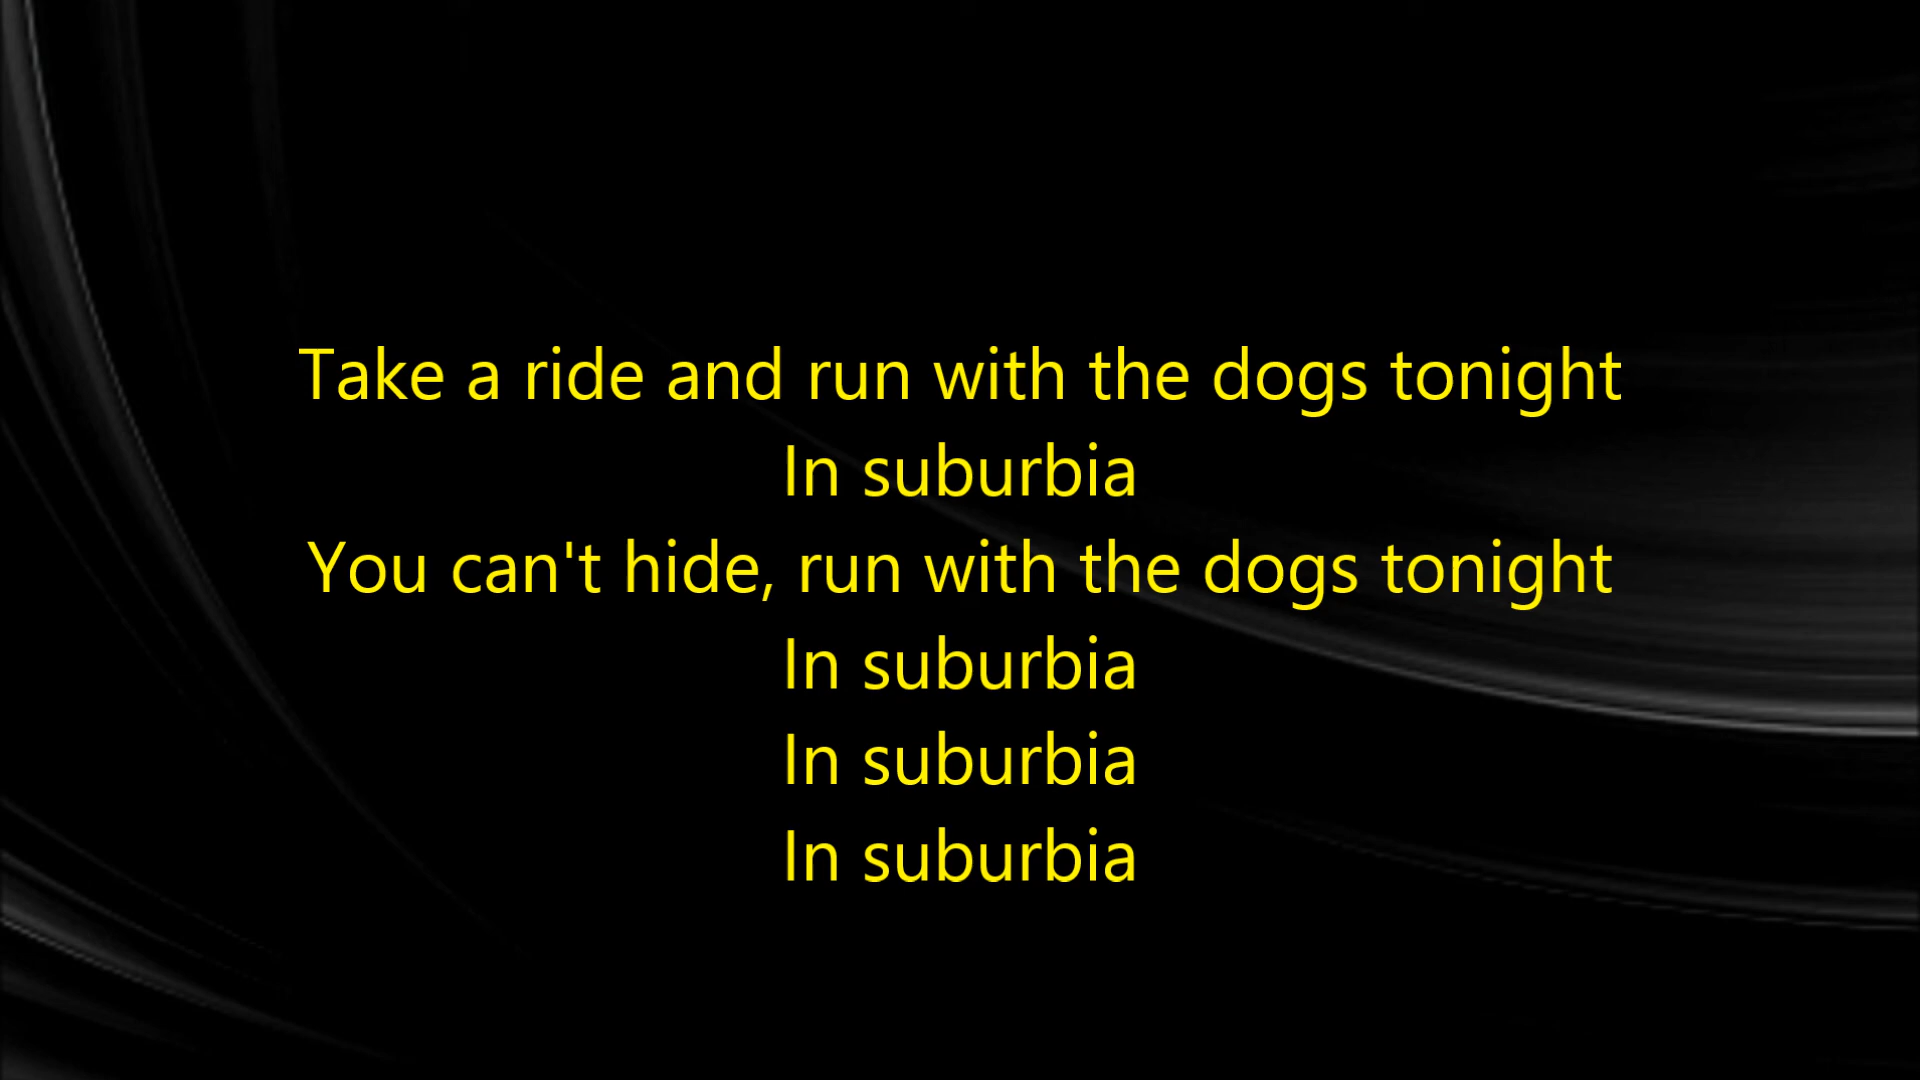 Take a ride and run with the dogs tonight
In suburbia
You can't hide, run with the dogs tonight
In suburbia
In suburbia
In suburbia